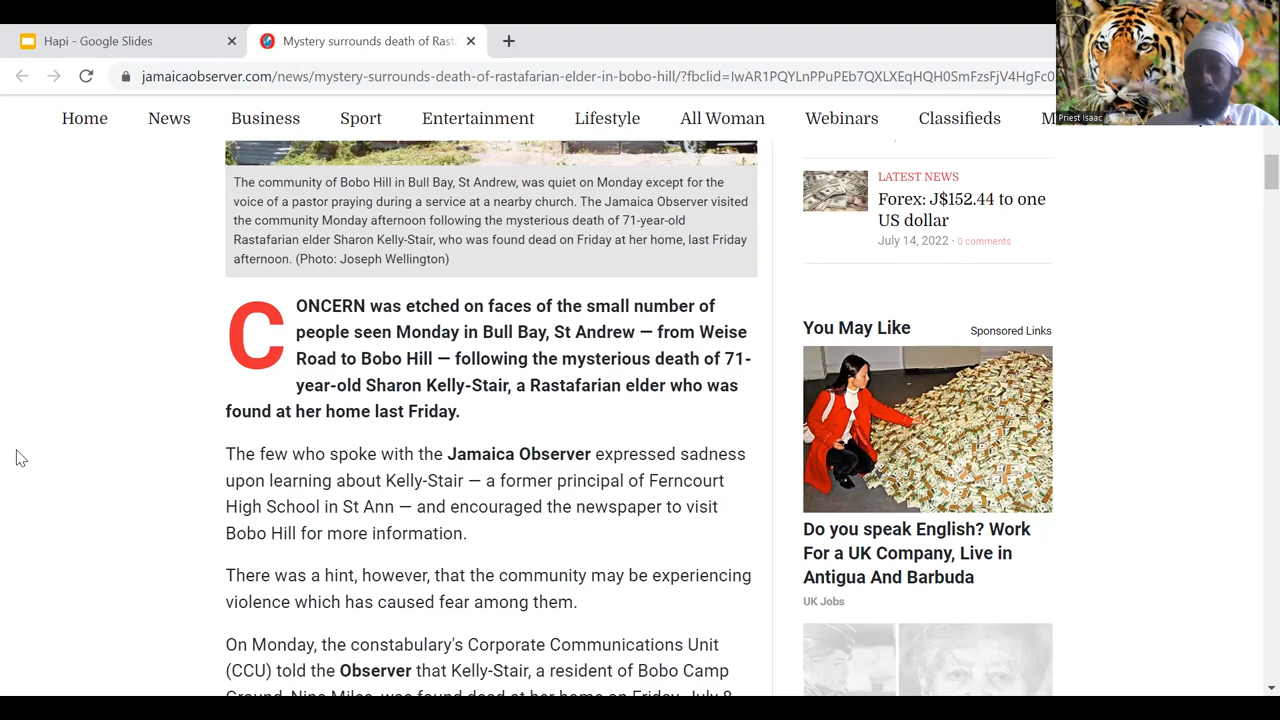 Hapi - Google Slides
Mystery surrounds death of Rast
jamaicaobserver.com/news/mystery-surrounds-death-of-rastafarian-elder-in-bobo-hill/?fbclid=IwAR1PQYLnPPuPEb7QXLXEqHQH0SmFzsFjV4HgFc0
Priest Isaac
Home News Business Sport Entertainment Lifestyle All Woman Webinars Classifieds M
The community of Bobo Hill in Bull Bay, St Andrew, was quiet on Monday except for the
voice of a pastor praying during a service at a nearby church. The Jamaica Observer visited
the community Monday afternoon following the mysterious death of 71-year-old
Rastafarian elder Sharon Kelly-Stair, who was found dead on Friday at her home, last Friday
afternoon. (Photo: Joseph Wellington)
CONCERN was etched on faces of the small number of
people seen Monday in Bull Bay, St Andrew — from Weise
Road to Bobo Hill — following the mysterious death of 71-
year-old Sharon Kelly-Stair, a Rastafarian elder who was
found at her home last Friday.
The few who spoke with the Jamaica Observer expressed sadness
upon learning about Kelly-Stair — a former principal of Ferncourt
High School in St Ann — and encouraged the newspaper to visit
Bobo Hill for more information.
There was a hint, however, that the community may be experiencing
violence which has caused fear among them.
On Monday, the constabulary's Corporate Communications Unit
(CCU) told the Observer that Kelly-Stair, a resident of Bobo Camp
Ground, Nine Miles, was found dead at her home on Friday, July 8
LATEST NEWS
Forex: J$152.44 to one
US dollar
July 14, 2022 · 0 comments
You May Like
Sponsored Links
Do you speak English? Work
For a UK Company, Live in
Antigua And Barbuda
UK Jobs